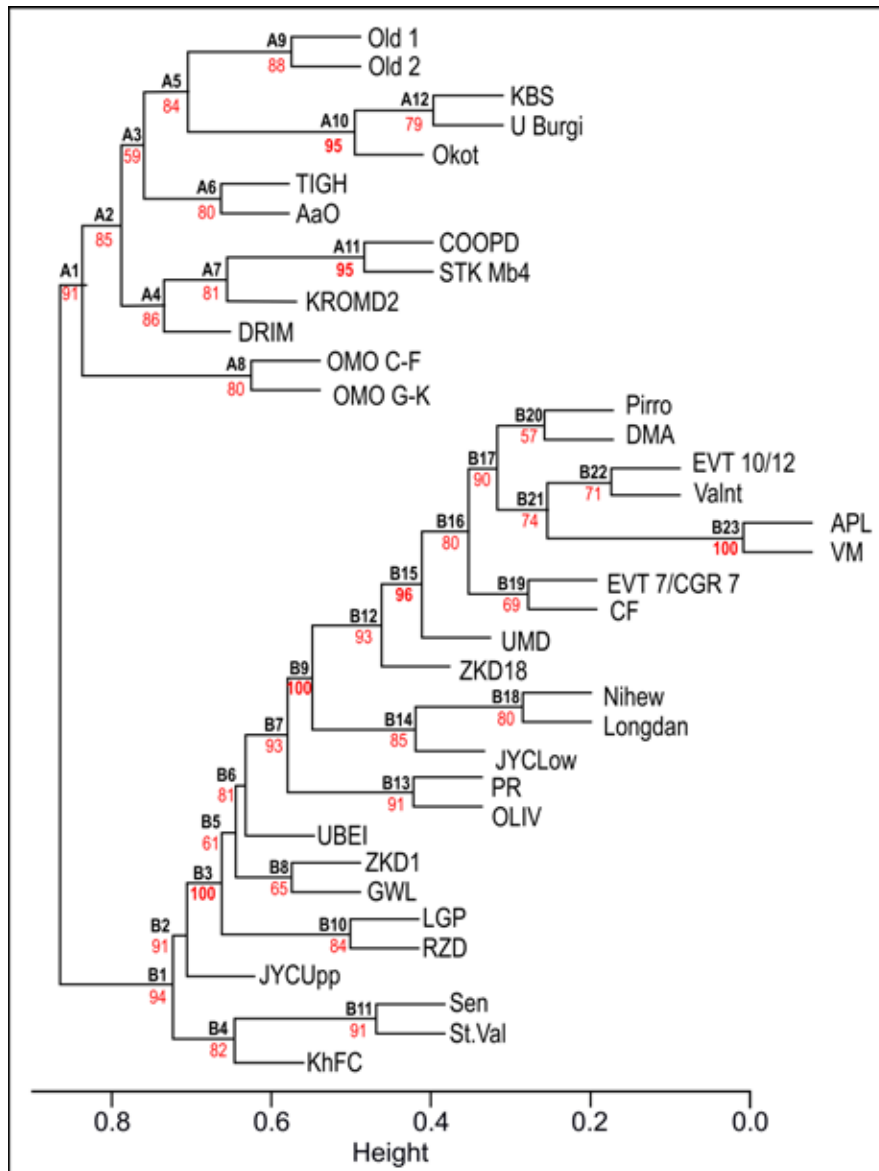 A9 Old 1
88 Old 2
A5
84
A12 KBS
79 U Burgi
A10
95 Okot
A3
59
A6 TIGH
80 AaO
A2
85
A11 COOPD
95 STK Mb4
A7
81 KROMD2
A4
86 DRIM
A1
91
A8 OMO C-F
80 OMO G-K
B20 Pirro
57 DMA
B17
90
B22 EVT 10/12
71 Valnt
B21
74
B23 APL
100 VM
B16
80
B19 EVT 7/CGR 7
69 CF
B15
96
UMD
B12
93
ZKD18
B9
100
B18 Nihew
80 Longdan
B14
85 JYCLow
B7
93
B13 PR
91 OLIV
B6
81
UBEI
B5
61
B8 ZKD1
65 GWL
B3
100
B10 LGP
84 RZD
B2
91
JYCUpp
B1
94
B11 Sen
91 St.Val
B4
82 KhFC
0.8 0.6 0.4 0.2 0.0
Height